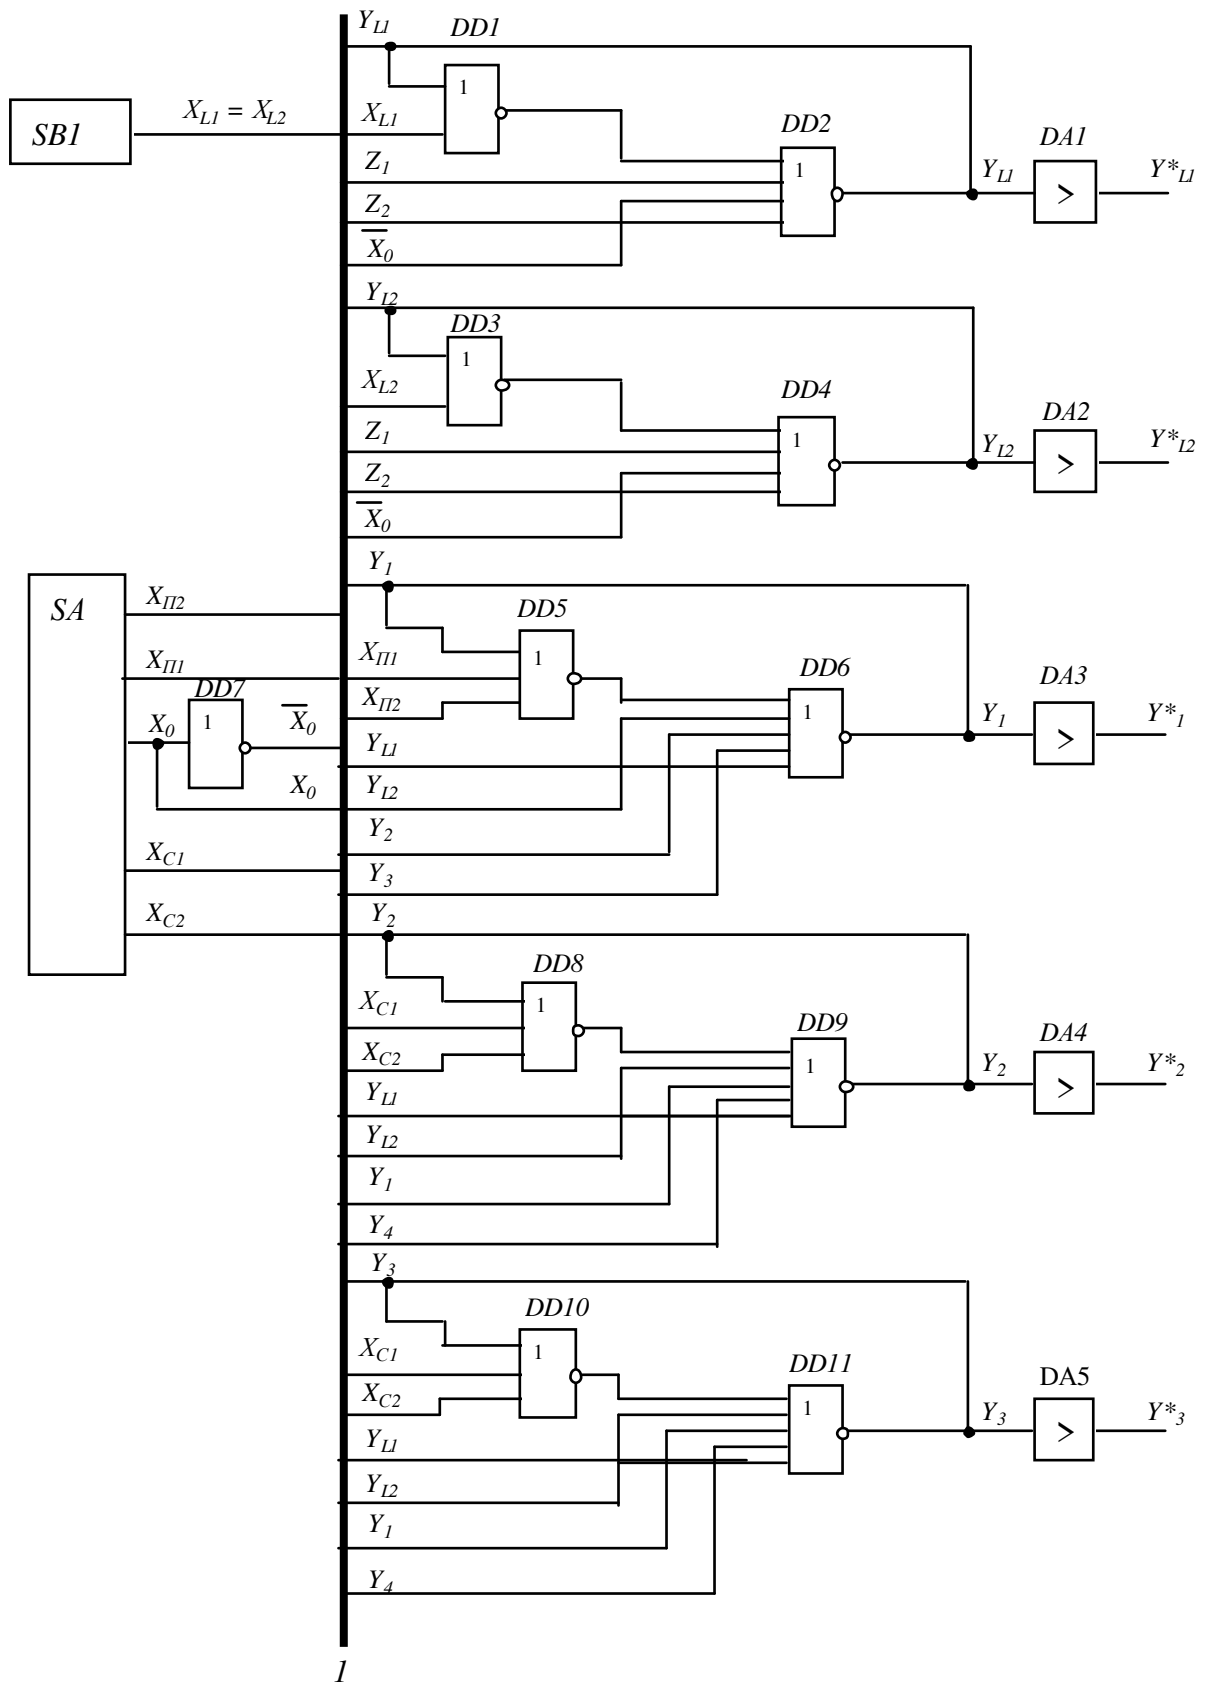 Y_L1
DD1
1
SB1
X_L1 = X_L2
X_L1
DD2
DA1
Z_1
1
Y_L1
>
Y*_L1
Z_2
X̅_0
Y_L2
DD3
1
X_L2
DD4
DA2
Z_1
1
Y_L2
>
Y*_L2
Z_2
X̅_0
Y_1
SA
X_П2
DD5
1
X_П1
X_П1
DD6
DA3
DD7
X_П2
1
X_0
1
X̅_0
Y_1
>
Y*_1
Y_L1
X_0
Y_L2
Y_2
X_C1
Y_3
X_C2
Y_2
DD8
X_C1
1
DD9
DA4
X_C2
1
Y_2
>
Y*_2
Y_L1
Y_L2
Y_1
Y_4
Y_3
DD10
X_C1
1
DD11
DA5
X_C2
1
Y_3
>
Y*_3
Y_L1
Y_L2
Y_1
Y_4
1